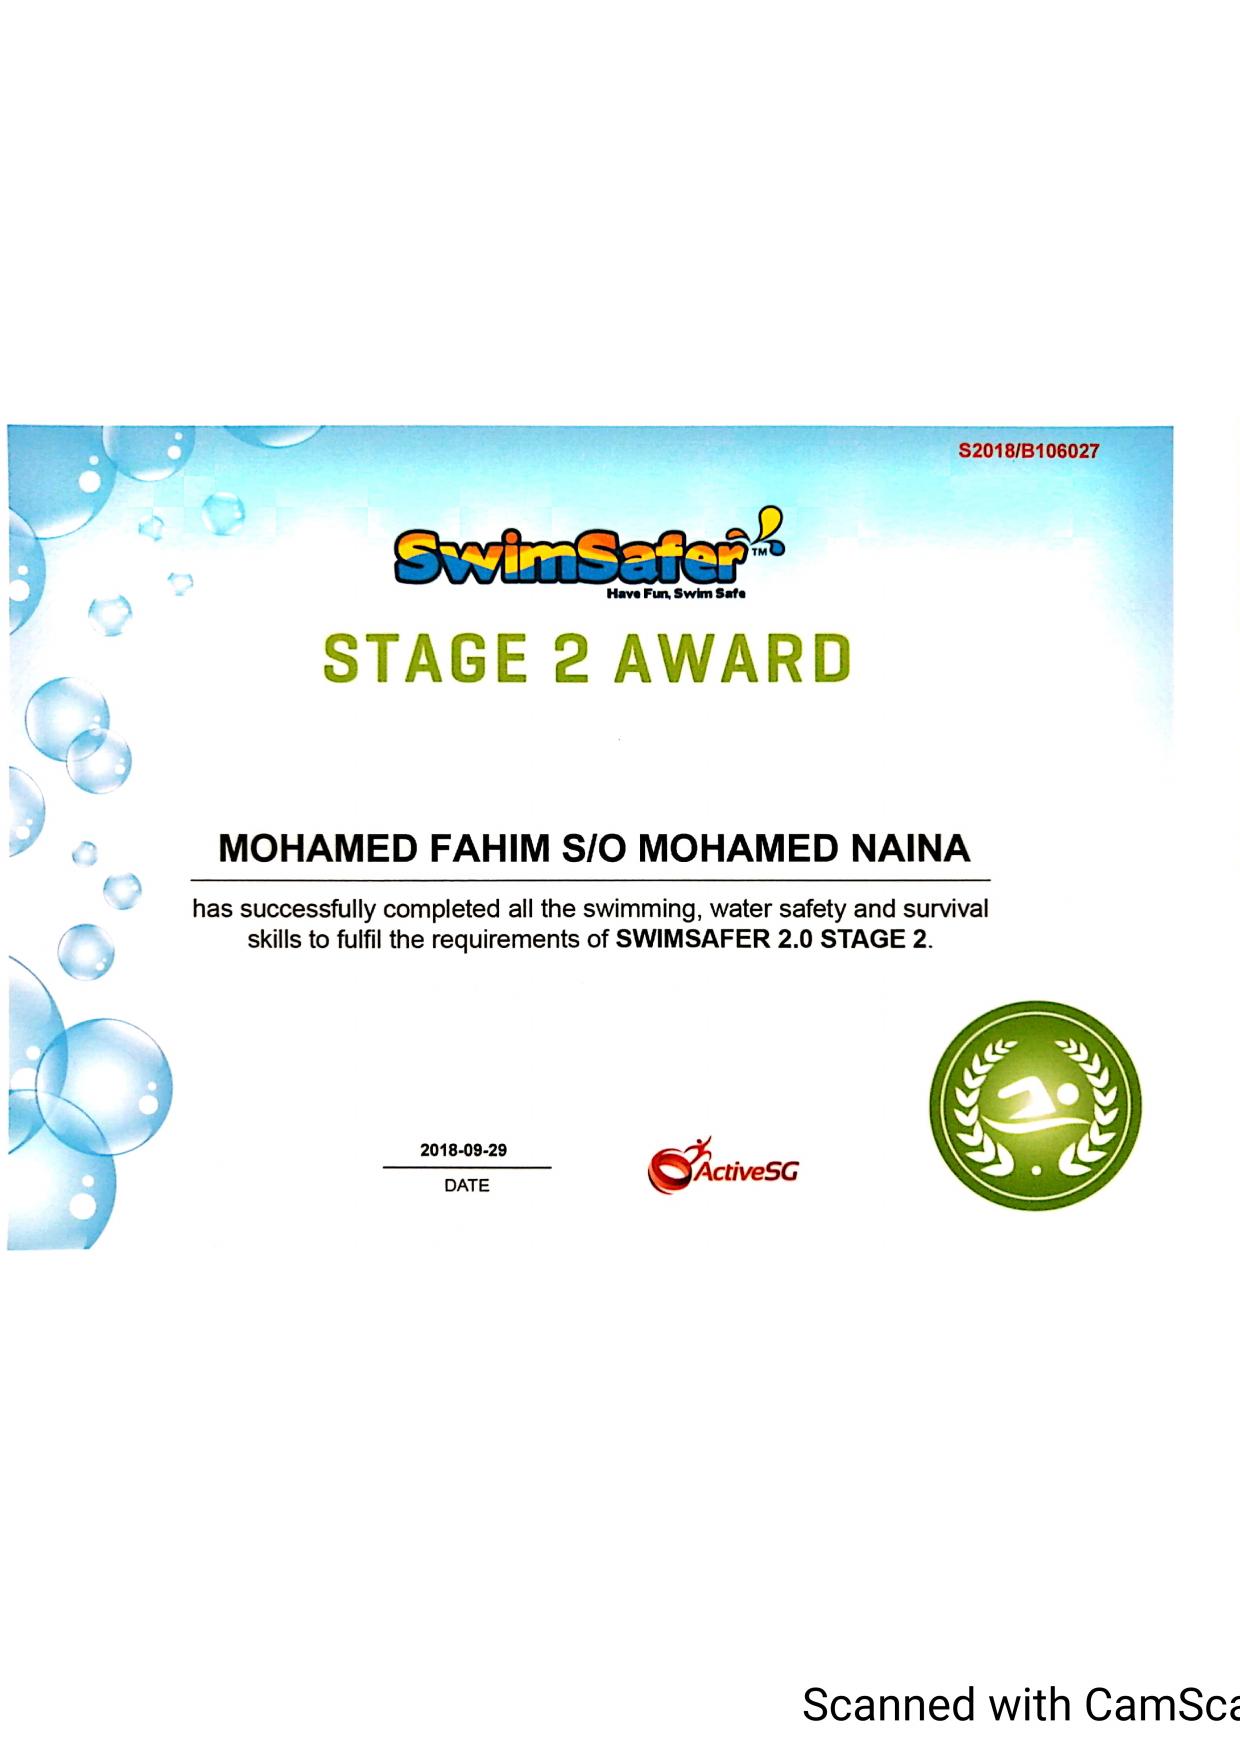 S2018/B106027
SwimSafer™
Have Fun, Swim Safe
STAGE 2 AWARD
MOHAMED FAHIM S/O MOHAMED NAINA
has successfully completed all the swimming, water safety and survival
skills to fulfil the requirements of SWIMSAFER 2.0 STAGE 2.
2018-09-29
DATE
ActiveSG
Scanned with CamSca